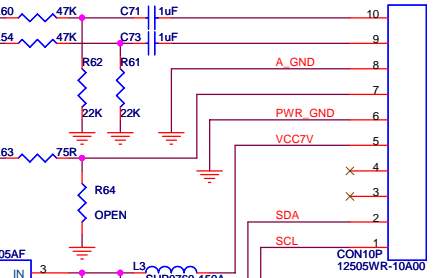 60 47K C71 1uF 10
54 47K C73 1uF 9
R62 R61 A_GND 8
7
22K 22K PWR_GND 6
VCC7V 5
63 75R
4
R64 3
OPEN SDA 2
SCL 1
CON10P
05AF L3 12505WR-10A00
IN 3